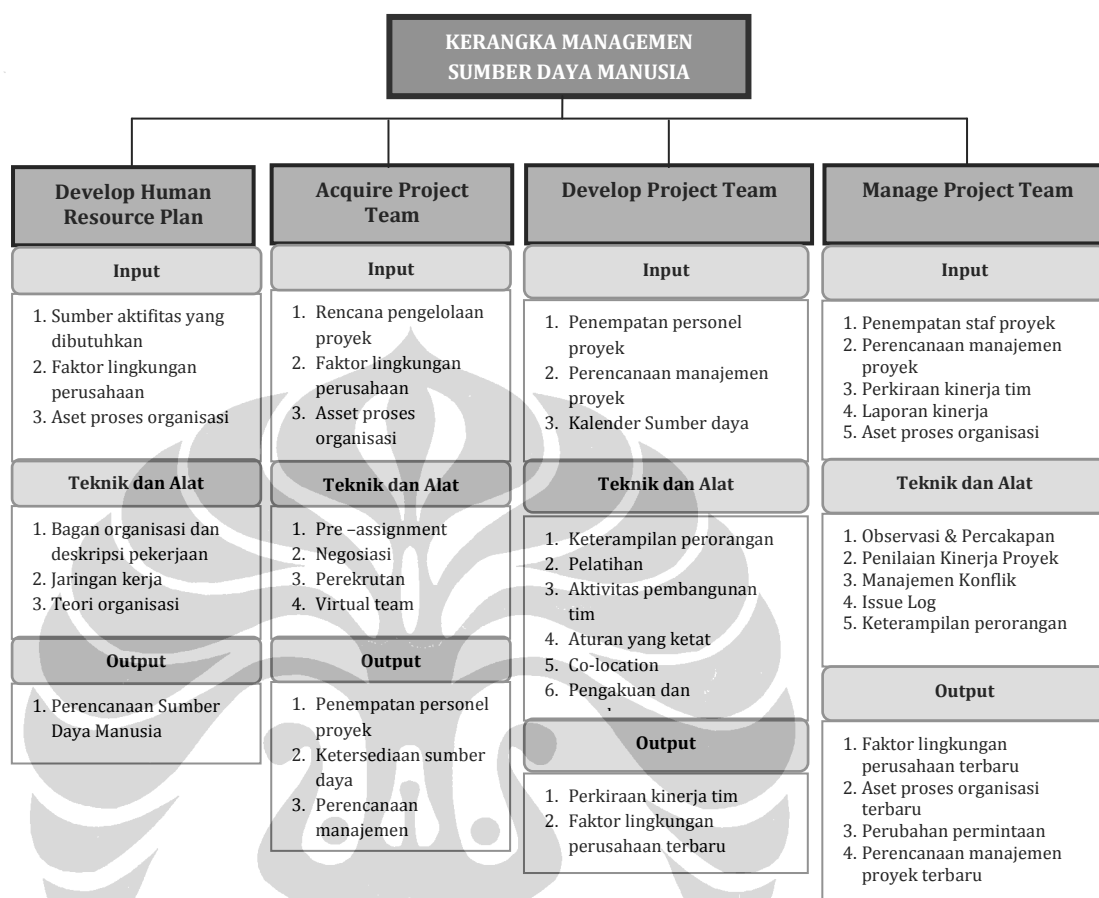 KERANGKA MANAGEMEN
SUMBER DAYA MANUSIA
Develop Human
Resource Plan
Input
1. Sumber aktifitas yang
dibutuhkan
2. Faktor lingkungan
perusahaan
3. Aset proses organisasi
Teknik dan Alat
1. Bagan organisasi dan
deskripsi pekerjaan
2. Jaringan kerja
3. Teori organisasi
Output
1. Perencanaan Sumber
Daya Manusia
Acquire Project
Team
Input
1. Rencana pengelolaan
proyek
2. Faktor lingkungan
perusahaan
3. Asset proses
organisasi
Teknik dan Alat
1. Pre –assignment
2. Negosiasi
3. Perekrutan
4. Virtual team
Output
1. Penempatan personel
proyek
2. Ketersediaan sumber
daya
3. Perencanaan
manajemen
Develop Project Team
Input
1. Penempatan personel
proyek
2. Perencanaan manajemen
proyek
3. Kalender Sumber daya
Teknik dan Alat
1. Keterampilan perorangan
2. Pelatihan
3. Aktivitas pembangunan
tim
4. Aturan yang ketat
5. Co-location
6. Pengakuan dan
Output
1. Perkiraan kinerja tim
2. Faktor lingkungan
perusahaan terbaru
Manage Project Team
Input
1. Penempatan staf proyek
2. Perencanaan manajemen
proyek
3. Perkiraan kinerja tim
4. Laporan kinerja
5. Aset proses organisasi
Teknik dan Alat
1. Observasi & Percakapan
2. Penilaian Kinerja Proyek
3. Manajemen Konflik
4. Issue Log
5. Keterampilan perorangan
Output
1. Faktor lingkungan
perusahaan terbaru
2. Aset proses organisasi
terbaru
3. Perubahan permintaan
4. Perencanaan manajemen
proyek terbaru